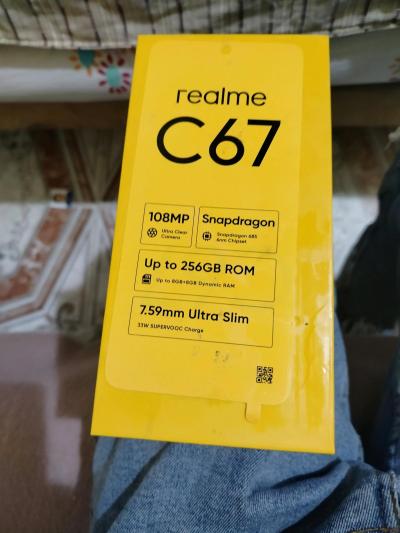 realme
C67
108MP
Ultra Clear
Camera
Snapdragon
Snapdragon 685
6nm Chipset
Up to 256GB ROM
Up to 8GB+8GB Dynamic RAM
7.59mm Ultra Slim
33W SUPERVOOC Charge